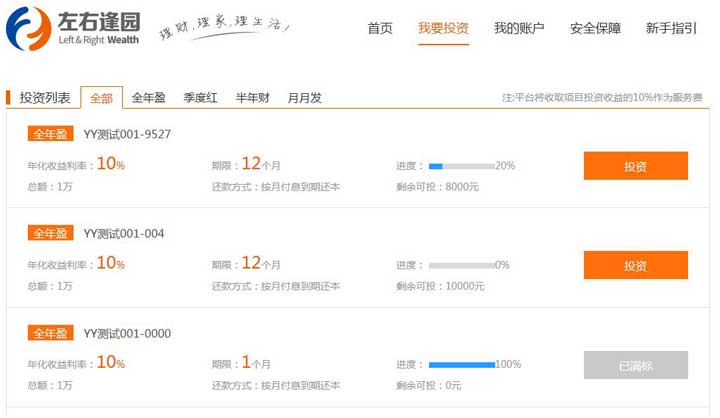 左右逢园
Left & Right Wealth
理财,理家,理生活!
首页 我要投资 我的账户 安全保障 新手指引
投资列表 全部 全年盈 季度红 半年财 月月发 注:平台将收取项目投资收益的10%作为服务费
全年盈 YY测试001-9527
年化收益利率：10% 期限：12个月 进度： 20% 投资
总额：1万 还款方式：按月付息到期还本 剩余可投：8000元
全年盈 YY测试001-004
年化收益利率：10% 期限：12个月 进度： 0% 投资
总额：1万 还款方式：按月付息到期还本 剩余可投：10000元
全年盈 YY测试001-0000
年化收益利率：10% 期限：1个月 进度： 100% 已满标
总额：1万 还款方式：按月付息到期还本 剩余可投：0元